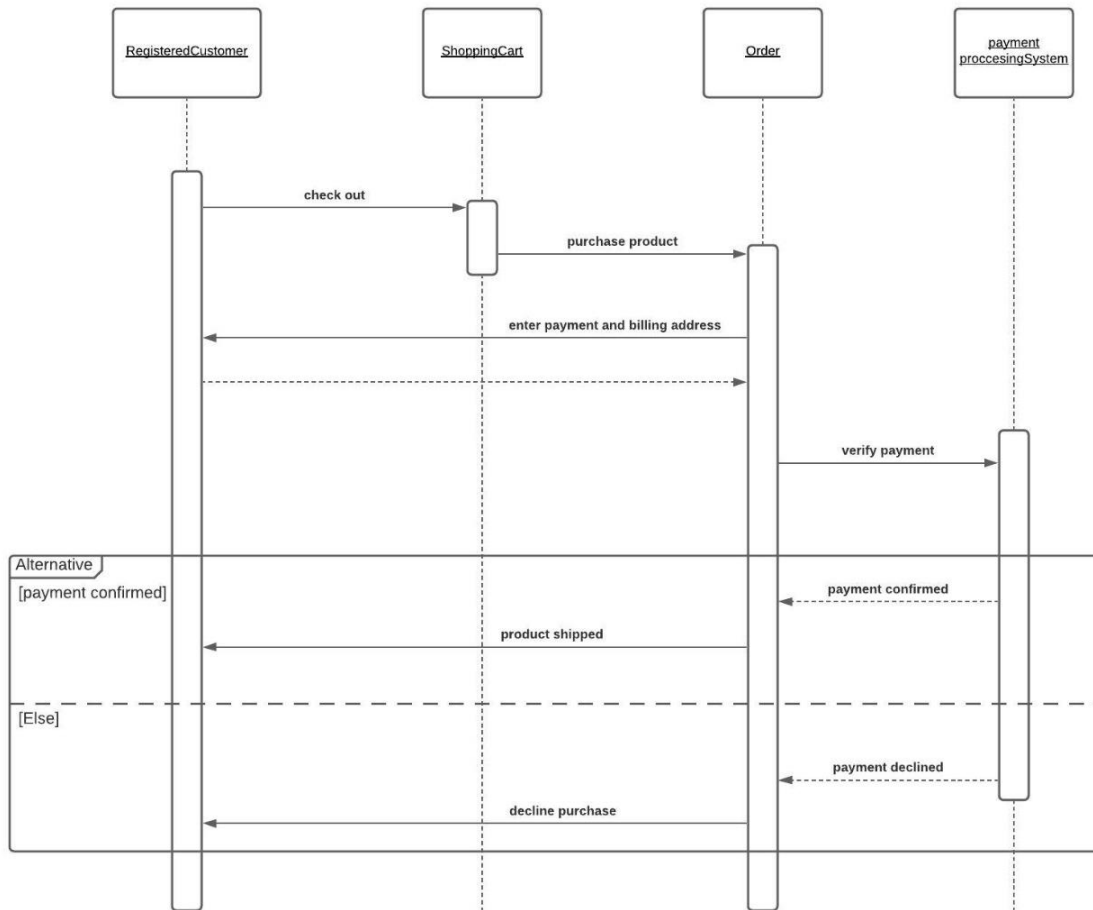 RegisteredCustomer
ShoppingCart
Order
payment
proccesingSystem
check out
purchase product
enter payment and billing address
verify payment
Alternative
[payment confirmed]
payment confirmed
product shipped
[Else]
payment declined
decline purchase